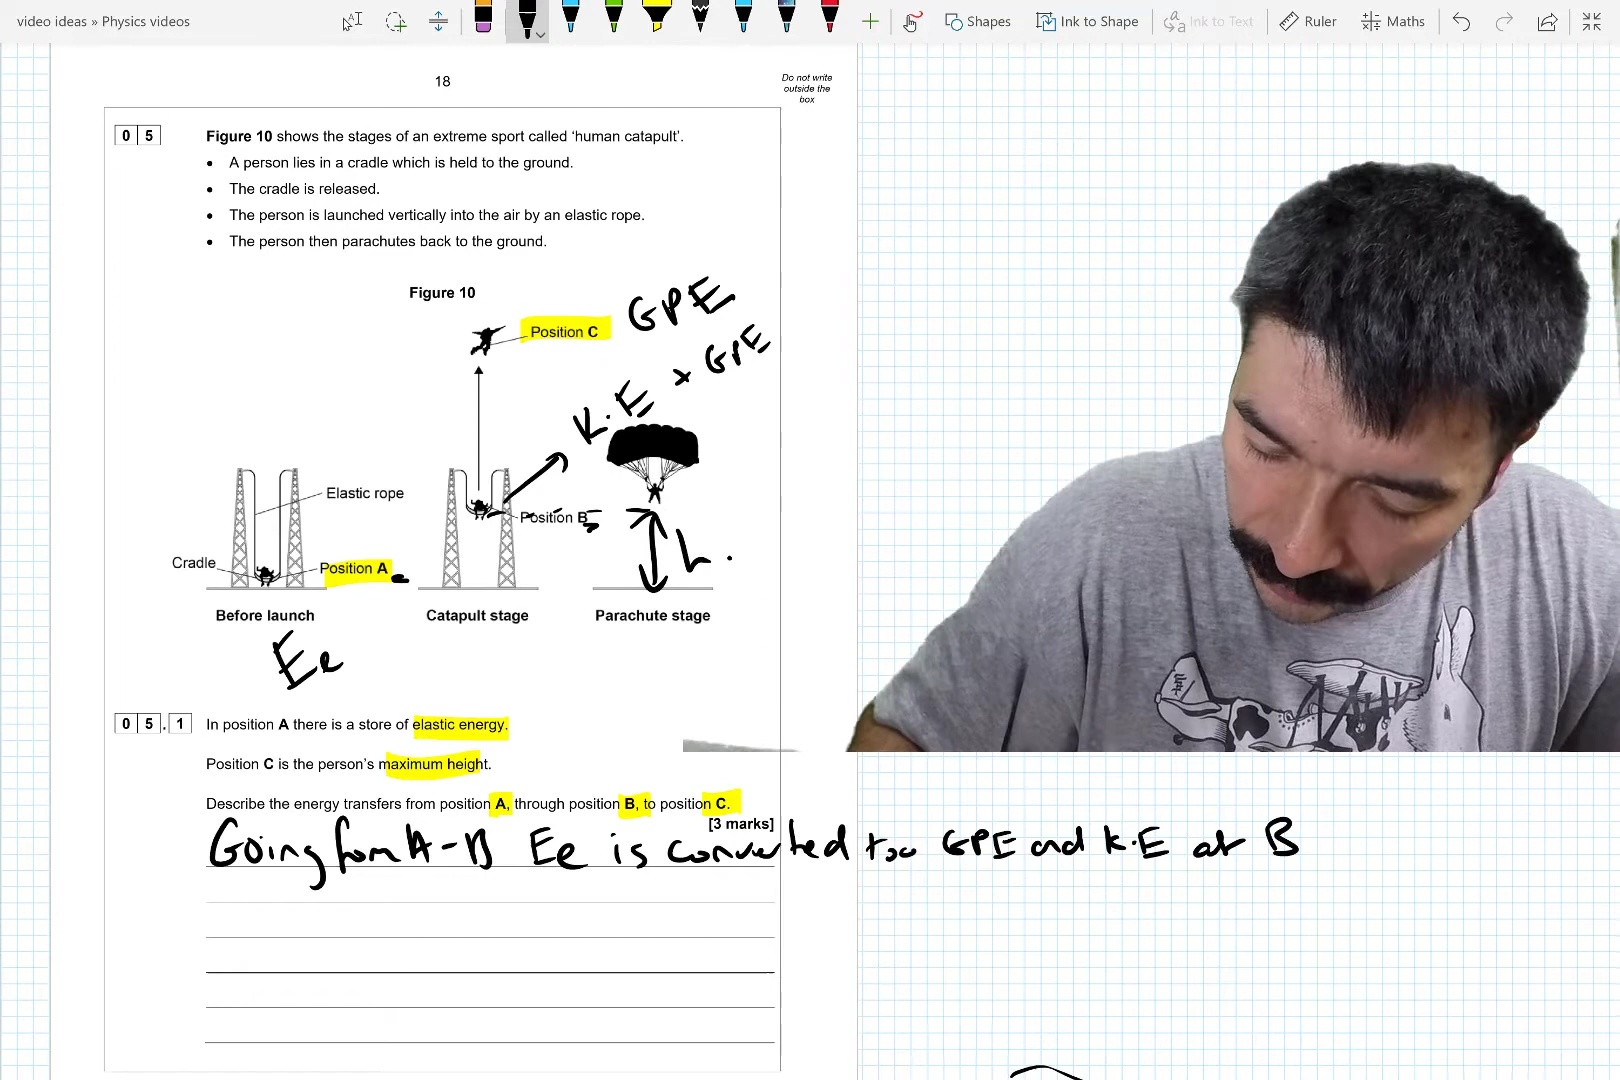 video ideas » Physics videos
Shapes
Ink to Shape
Ink to Text
Ruler
Maths
18
Do not write
outside the
box
0 5
Figure 10 shows the stages of an extreme sport called ‘human catapult’.
• A person lies in a cradle which is held to the ground.
• The cradle is released.
• The person is launched vertically into the air by an elastic rope.
• The person then parachutes back to the ground.
Figure 10
GPE
Position C
K.E + GPE
Elastic rope
Position B
Cradle
Position A
h.
Before launch
Catapult stage
Parachute stage
Ee
0 5 . 1
In position A there is a store of elastic energy.
Position C is the person’s maximum height.
Describe the energy transfers from position A, through position B, to position C.
[3 marks]
Going from A-B Ee is converted too GPE and K.E at B